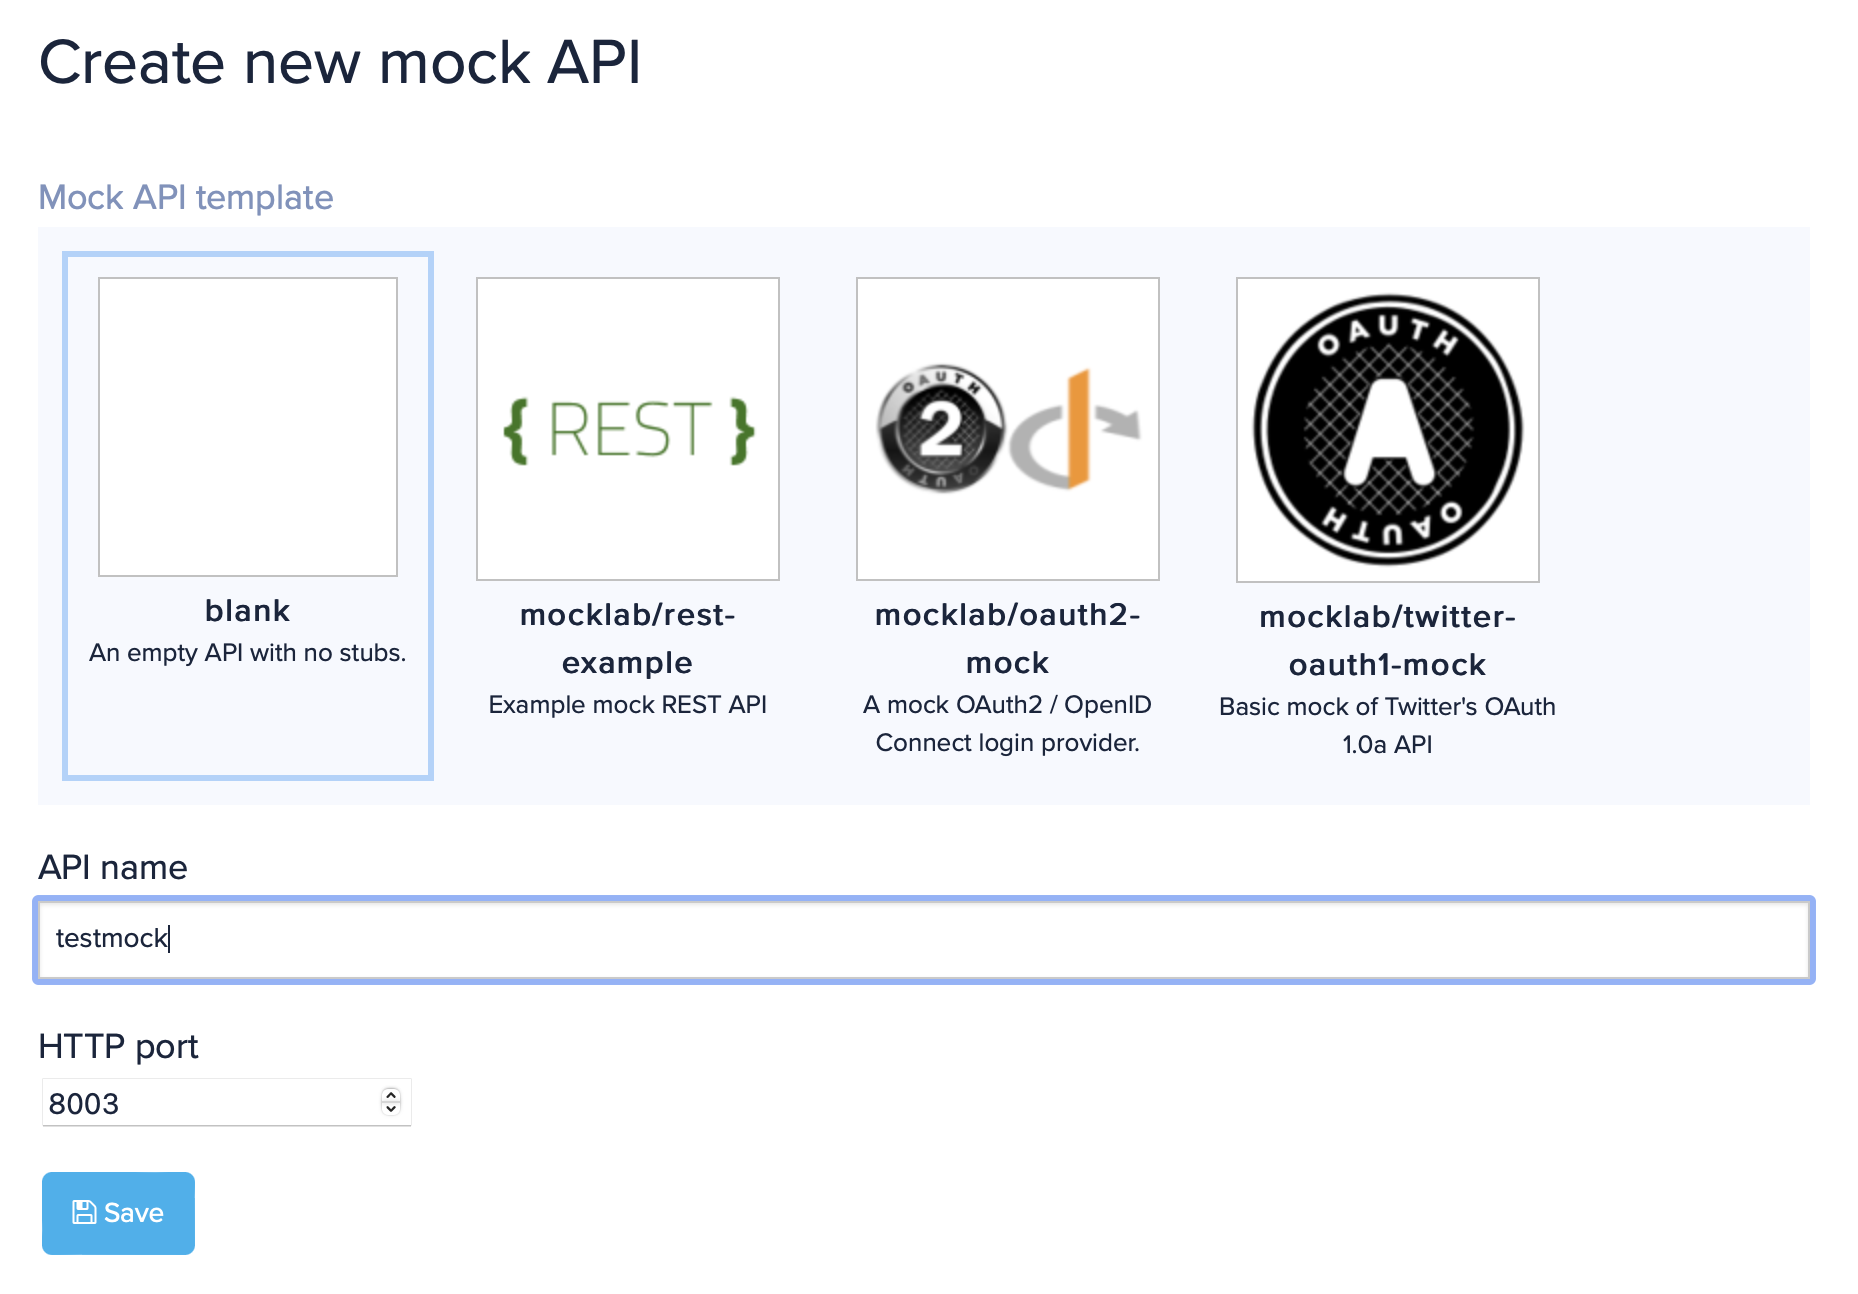 Create new mock API
Mock API template
{ REST }
OAUTH
2
OAUTH
OAUTH
A
OAUTH
blank
An empty API with no stubs.
mocklab/rest-
example
Example mock REST API
mocklab/oauth2-
mock
A mock OAuth2 / OpenID
Connect login provider.
mocklab/twitter-
oauth1-mock
Basic mock of Twitter's OAuth
1.0a API
API name
testmock
HTTP port
8003
Save